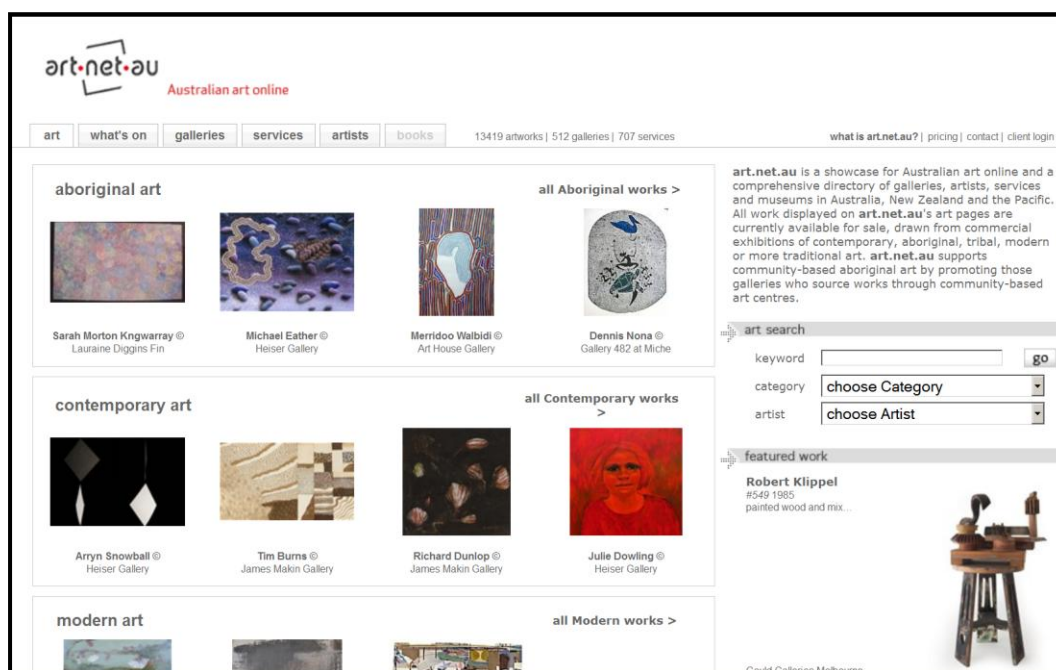 art·net·au
Australian art online
art
what's on
galleries
services
artists
books
13419 artworks | 512 galleries | 707 services
what is art.net.au? | pricing | contact | client login
aboriginal art
all Aboriginal works >
Sarah Morton Kngwarray ©
Lauraine Diggins Fin
Michael Eather ©
Heiser Gallery
Merridoo Walbidi ©
Art House Gallery
Dennis Nona ©
Gallery 482 at Miche
contemporary art
all Contemporary works
>
Arryn Snowball ©
Heiser Gallery
Tim Burns ©
James Makin Gallery
Richard Dunlop ©
James Makin Gallery
Julie Dowling ©
Heiser Gallery
modern art
all Modern works >
art.net.au is a showcase for Australian art online and a
comprehensive directory of galleries, artists, services
and museums in Australia, New Zealand and the Pacific.
All work displayed on art.net.au's art pages are
currently available for sale, drawn from commercial
exhibitions of contemporary, aboriginal, tribal, modern
or more traditional art. art.net.au supports
community-based aboriginal art by promoting those
galleries who source works through community-based
art centres.
art search
keyword
go
category
choose Category
artist
choose Artist
featured work
Robert Klippel
#549 1985
painted wood and mix...